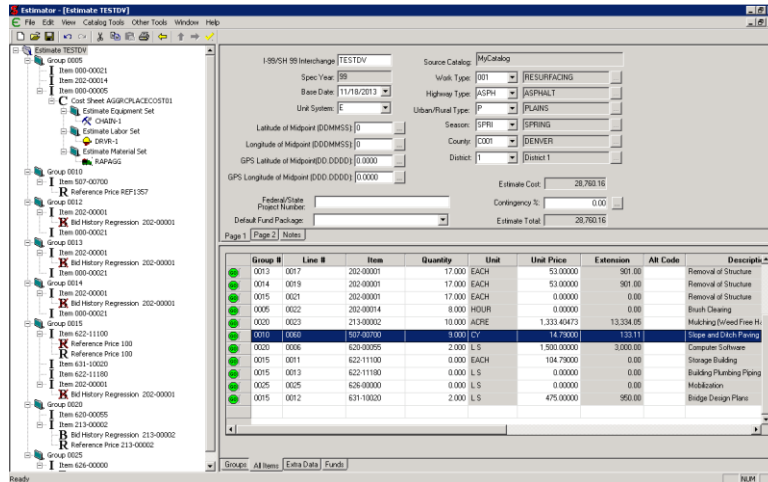 Estimator - [Estimate TESTDV]
File Edit View Catalog Tools Other Tools Window Help
Estimate TESTDV
Group 0005
I Item 000-00021
I Item 202-00014
I Item 000-00005
C Cost Sheet AGGRCPLACECOST01
Estimate Equipment Set
CHAIN-1
Estimate Labor Set
DRVR-1
Estimate Material Set
RAPAGG
Group 0010
I Item 507-00700
R Reference Price REF1357
Group 0012
I Item 202-00001
Bid History Regression 202-00001
I Item 000-00021
Group 0013
I Item 202-00001
Bid History Regression 202-00001
I Item 000-00021
Group 0014
I Item 202-00001
Bid History Regression 202-00001
I Item 000-00021
Group 0015
I Item 622-11100
R Reference Price 100
R Reference Price 100
I Item 631-10020
I Item 622-11180
I Item 202-00001
Bid History Regression 202-00001
Group 0020
I Item 620-00055
I Item 213-00002
B Bid History Regression 213-00002
R Reference Price 213-00002
Group 0025
I Item 626-00000
I-99/SH 99 Interchange TESTDV
Spec Year: 99
Base Date: 11/18/2013
Unit System: E
Latitude of Midpoint (DDMMSS): 0
Longitude of Midpoint (DDDMMSS): 0
GPS Latitude of Midpoint(DD.DDDD): 0.0000
GPS Longitude of Midpoint (DDD.DDDD): 0.0000
Federal/State Project Number:
Default Fund Package:
Source Catalog: MyCatalog
Work Type: 001 RESURFACING
Highway Type: ASPH ASPHALT
Urban/Rural Type: P PLAINS
Season: SPRI SPRING
County: C001 DENVER
District: 1 District 1
Estimate Cost: 28,760.16
Contingency %: 0.00
Estimate Total: 28,760.16
Page 1 Page 2 Notes
Group # Line # Item Quantity Unit Unit Price Extension Alt Code Descripti
GO 0013 0017 202-00001 17.000 EACH 53.00000 901.00 Removal of Structure
GO 0014 0019 202-00001 17.000 EACH 53.00000 901.00 Removal of Structure
GO 0015 0021 202-00001 17.000 EACH 0.00000 0.00 Removal of Structure
GO 0005 0022 202-00014 8.000 HOUR 0.00000 0.00 Brush Clearing
GO 0020 0023 213-00002 10.000 ACRE 1,333.40473 13,334.05 Mulching (Weed Free Ha
GO 0010 0060 507-00700 9.000 CY 14.79000 133.11 Slope and Ditch Paving
GO 0020 0006 620-00055 2.000 L S 1,500.00000 3,000.00 Computer Software
GO 0015 0011 622-11100 0.000 EACH 104.79000 0.00 Storage Building
GO 0015 0013 622-11180 0.000 L S 0.00000 0.00 Building Plumbing Piping
GO 0025 0025 626-00000 0.000 L S 0.00000 0.00 Mobilization
GO 0015 0012 631-10020 2.000 L S 475.00000 950.00 Bridge Design Plans
Groups All Items Extra Data Funds
Ready
NUM